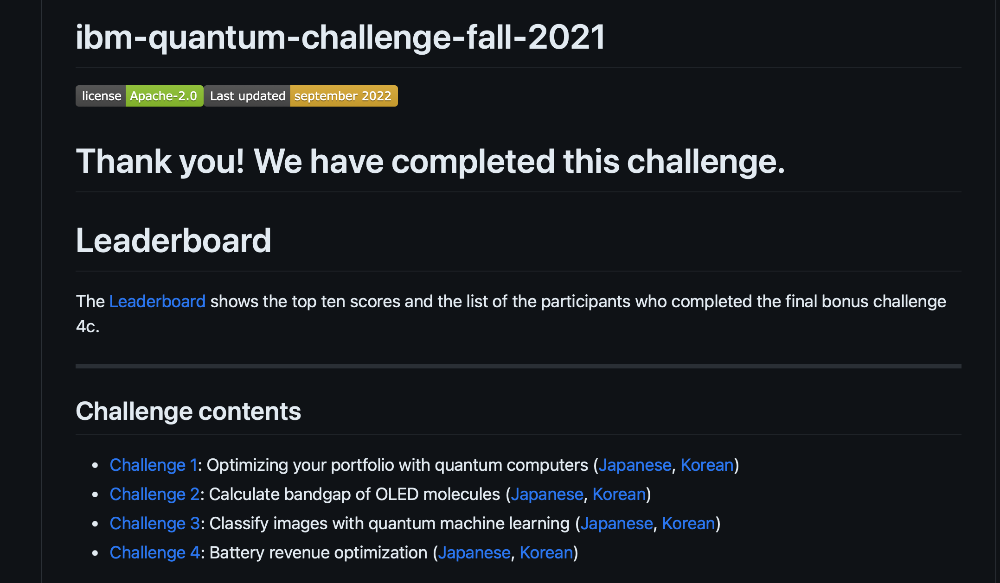 ibm-quantum-challenge-fall-2021
license Apache-2.0 Last updated september 2022
Thank you! We have completed this challenge.
Leaderboard
The Leaderboard shows the top ten scores and the list of the participants who completed the final bonus challenge
4c.
Challenge contents
• Challenge 1: Optimizing your portfolio with quantum computers (Japanese, Korean)
• Challenge 2: Calculate bandgap of OLED molecules (Japanese, Korean)
• Challenge 3: Classify images with quantum machine learning (Japanese, Korean)
• Challenge 4: Battery revenue optimization (Japanese, Korean)